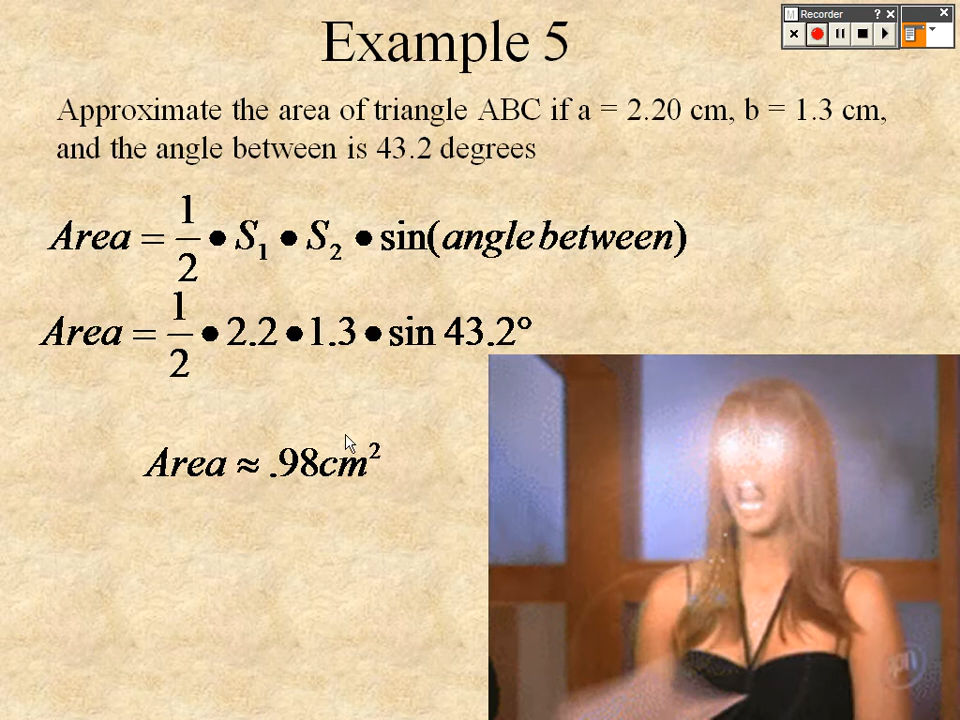 Example 5
Recorder
Approximate the area of triangle ABC if a = 2.20 cm, b = 1.3 cm,
and the angle between is 43.2 degrees
Area = 1/2 • S₁ • S₂ • sin(angle between)
Area = 1/2 • 2.2 • 1.3 • sin 43.2°
Area ≈ .98cm²